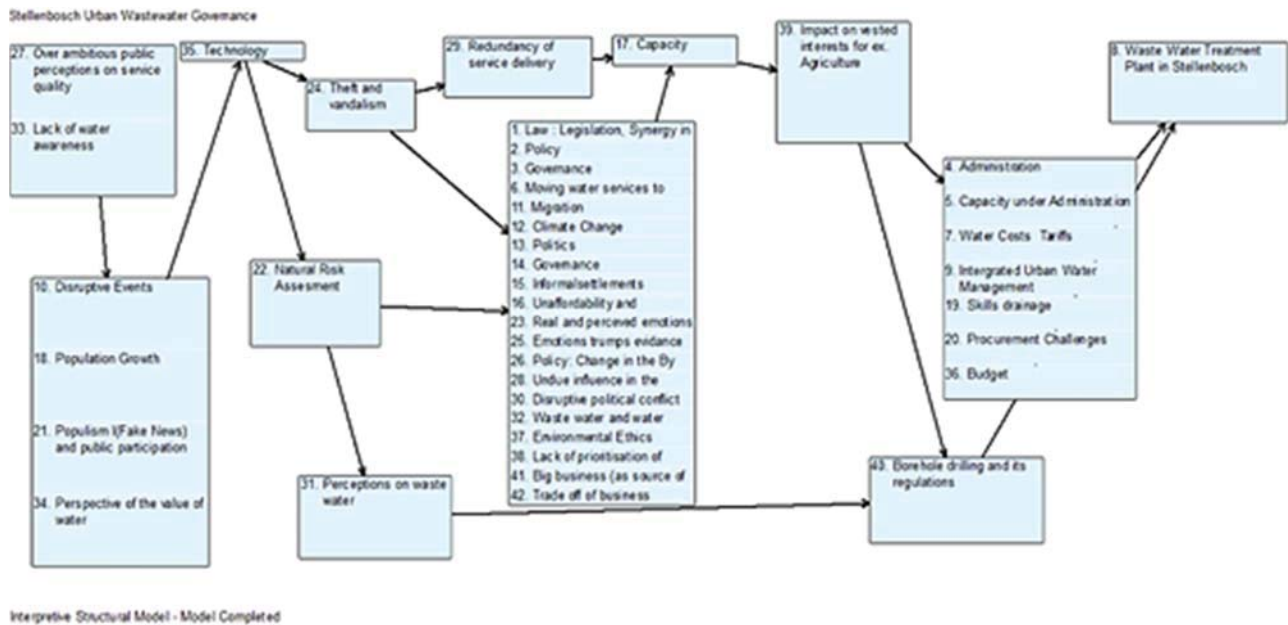 Stellenbosch Urban Wastewater Governance
27. Over ambitious public
perceptions on service
quality
33. Lack of water
awareness
35. Technology
29. Redundancy of
service delivery
17. Capacity
39. Impact on vested
interests for ex.
Agriculture
8. Waste Water Treatment
Plant in Stellenbosch
24. Theft and
vandalism
1. Law : Legislation, Synergy in
2. Policy
3. Governance
6. Moving water services to
11. Migration
12. Climate Change
13. Politics
14. Governance
15. Informalsettlements
16. Unaffordability and
23. Real and perceved emotions
25. Emotions trumps evidence
26. Policy: Change in the By
28. Undue influence in the
30. Disruptive political conflict
32. Waste water and water
37. Environmental Ethics
38. Lack of prioritisation of
41. Big business (as source of
42. Trade off of business
4. Administration
5. Capacity under Administration
7. Water Costs Tariffs
9. Intergrated Urban Water
Management
19. Skills drainage
20. Procurement Challenges
36. Budget
10. Disruptive Events
18. Population Growth
21. Populism I(Fake News)
and public participation
34. Perspective of the value of
water
22. Natural Risk
Assesment
31. Perceptions on waste
water
40. Borehole drilling and its
regulations
Interpretive Structural Model - Model Completed